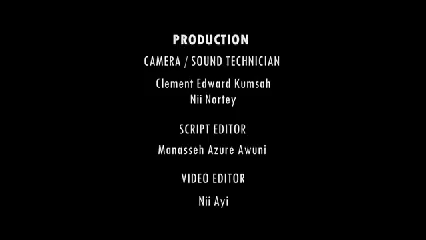 PRODUCTION
CAMERA / SOUND TECHNICIAN
Clement Edward Kumsah
Nii Nortey
SCRIPT EDITOR
Manasseh Azure Awuni
VIDEO EDITOR
Nii Ayi